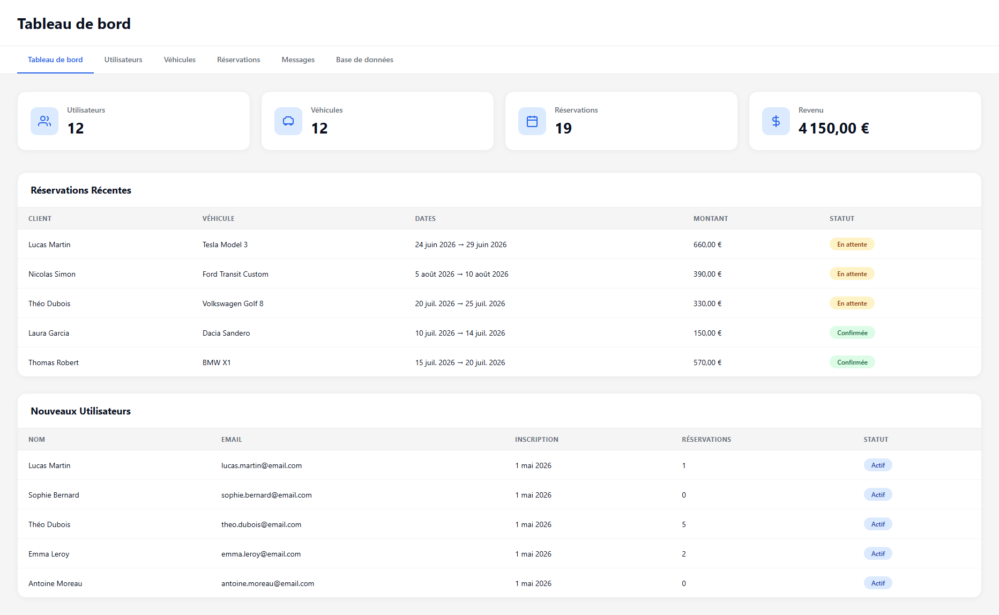 Tableau de bord
Tableau de bord Utilisateurs Véhicules Réservations Messages Base de données
Utilisateurs
12
Véhicules
12
Réservations
19
Revenu
4 150,00 €
Réservations Récentes
CLIENT VÉHICULE DATES MONTANT STATUT
Lucas Martin Tesla Model 3 24 juin 2026 → 29 juin 2026 660,00 € En attente
Nicolas Simon Ford Transit Custom 5 août 2026 → 10 août 2026 390,00 € En attente
Théo Dubois Volkswagen Golf 8 20 juil. 2026 → 25 juil. 2026 330,00 € En attente
Laura Garcia Dacia Sandero 10 juil. 2026 → 14 juil. 2026 150,00 € Confirmée
Thomas Robert BMW X1 15 juil. 2026 → 20 juil. 2026 570,00 € Confirmée
Nouveaux Utilisateurs
NOM EMAIL INSCRIPTION RÉSERVATIONS STATUT
Lucas Martin lucas.martin@email.com 1 mai 2026 1 Actif
Sophie Bernard sophie.bernard@email.com 1 mai 2026 0 Actif
Théo Dubois theo.dubois@email.com 1 mai 2026 5 Actif
Emma Leroy emma.leroy@email.com 1 mai 2026 2 Actif
Antoine Moreau antoine.moreau@email.com 1 mai 2026 0 Actif